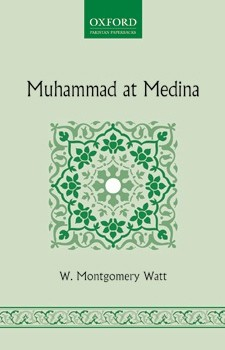 OXFORD
PAKISTAN PAPERBACKS
Muhammad at Medina
W. Montgomery Watt